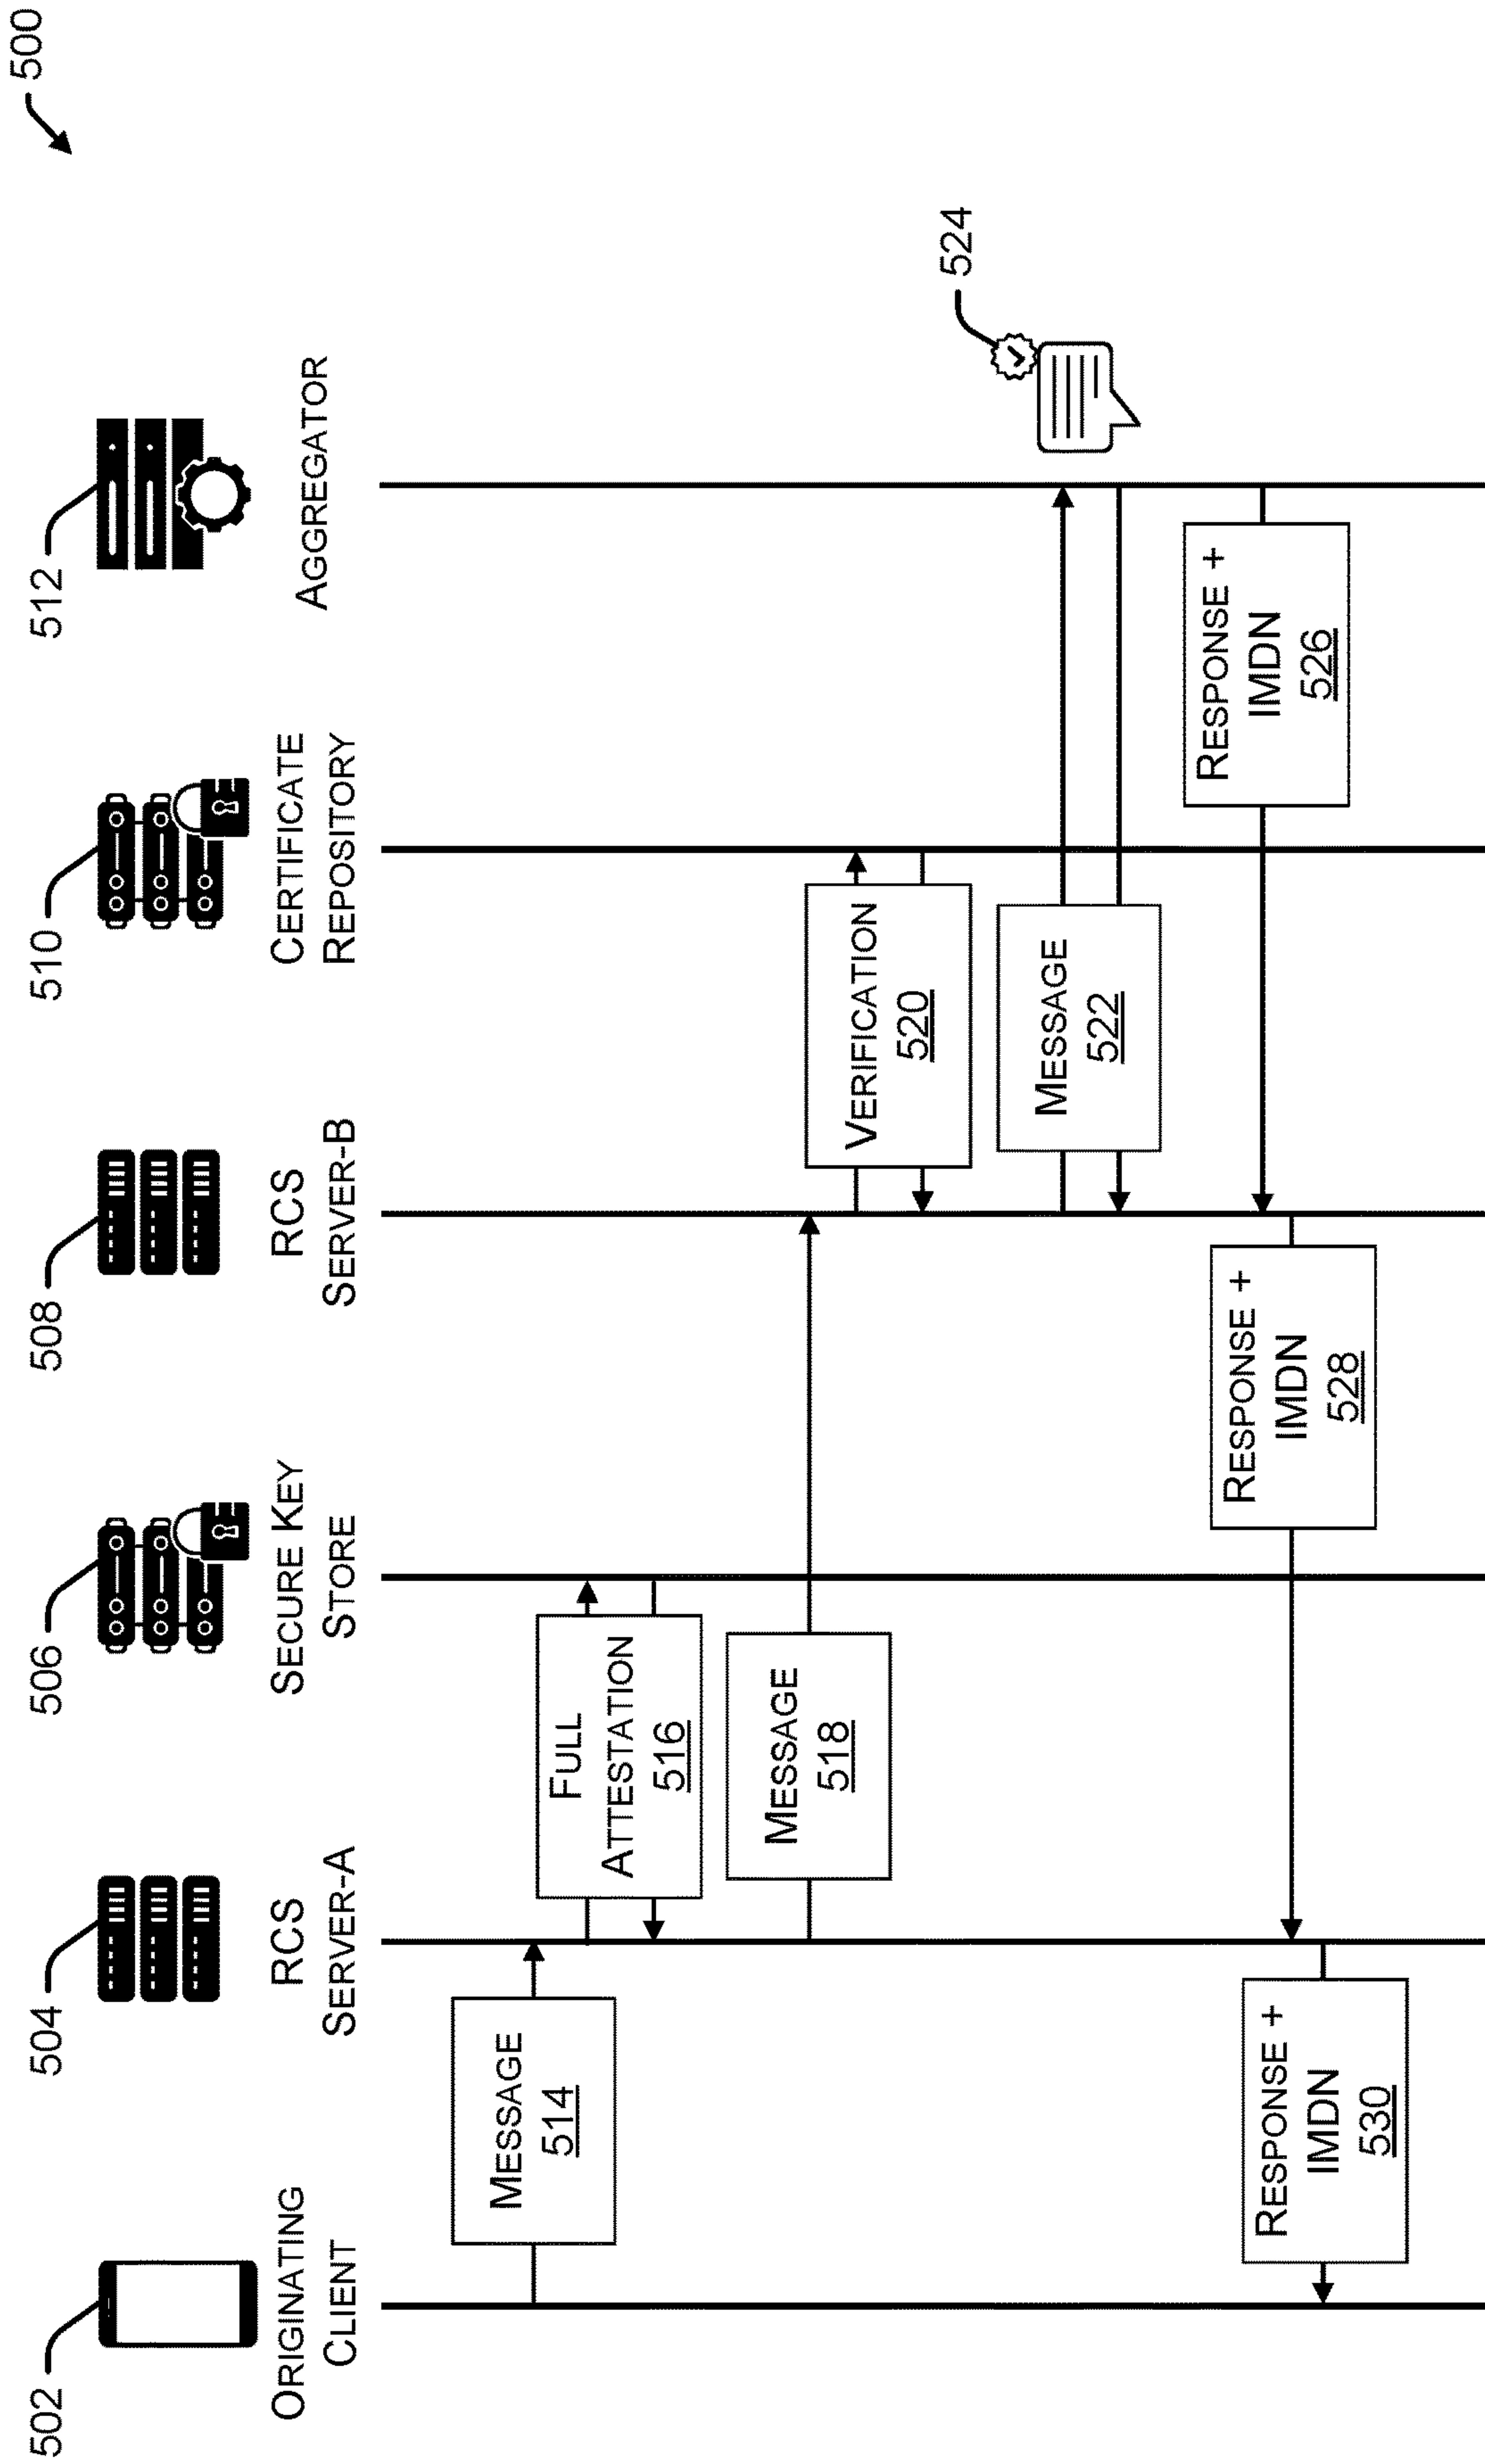 500
502
504
506
508
510
512
ORIGINATING
CLIENT
RCS
SERVER-A
SECURE KEY
STORE
RCS
SERVER-B
CERTIFICATE
REPOSITORY
AGGREGATOR
MESSAGE
514
FULL
ATTESTATION
516
MESSAGE
518
VERIFICATION
520
MESSAGE
522
524
RESPONSE +
IMDN
526
RESPONSE +
IMDN
528
RESPONSE +
IMDN
530